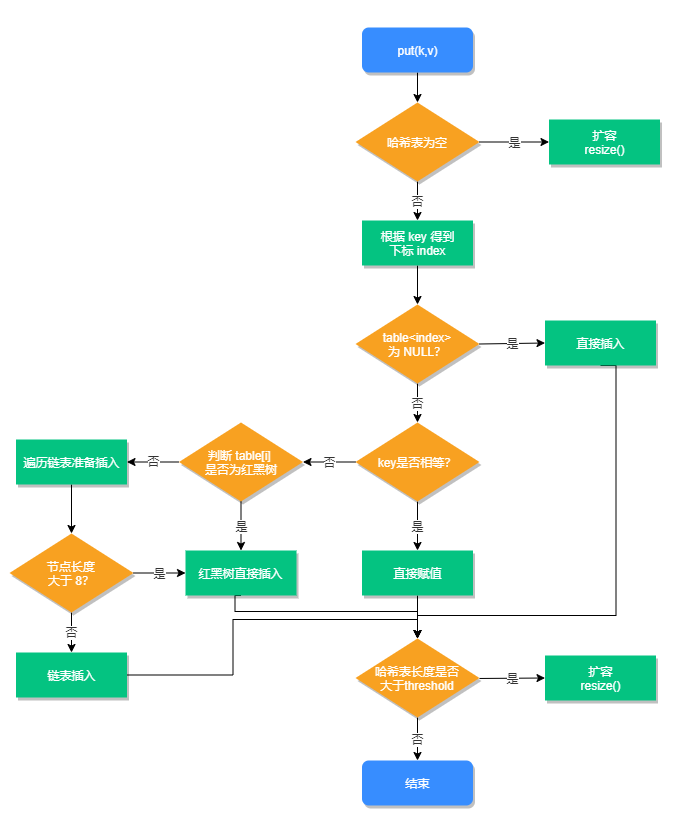 put(k,v)
哈希表为空
是
扩容
resize()
否
根据 key 得到
下标 index
table<index>
为 NULL?
是
直接插入
否
key是否相等?
否
判断 table[i]
是否为红黑树
否
遍历链表准备插入
是
是
节点长度
大于 8?
是
红黑树直接插入
直接赋值
否
链表插入
哈希表长度是否
大于threshold
是
扩容
resize()
否
结束